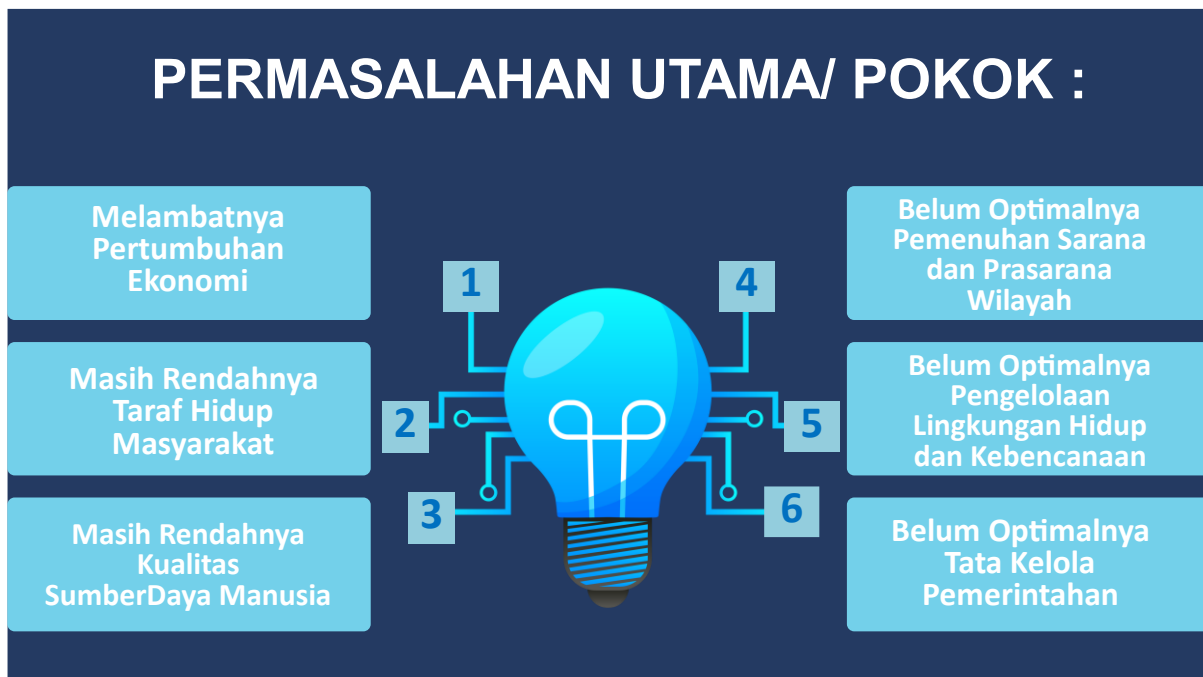 PERMASALAHAN UTAMA/ POKOK :
1
Melambatnya
Pertumbuhan
Ekonomi
2
Masih Rendahnya
Taraf Hidup
Masyarakat
3
Masih Rendahnya
Kualitas
SumberDaya Manusia
4
Belum Optimalnya
Pemenuhan Sarana
dan Prasarana
Wilayah
5
Belum Optimalnya
Pengelolaan
Lingkungan Hidup
dan Kebencanaan
6
Belum Optimalnya
Tata Kelola
Pemerintahan